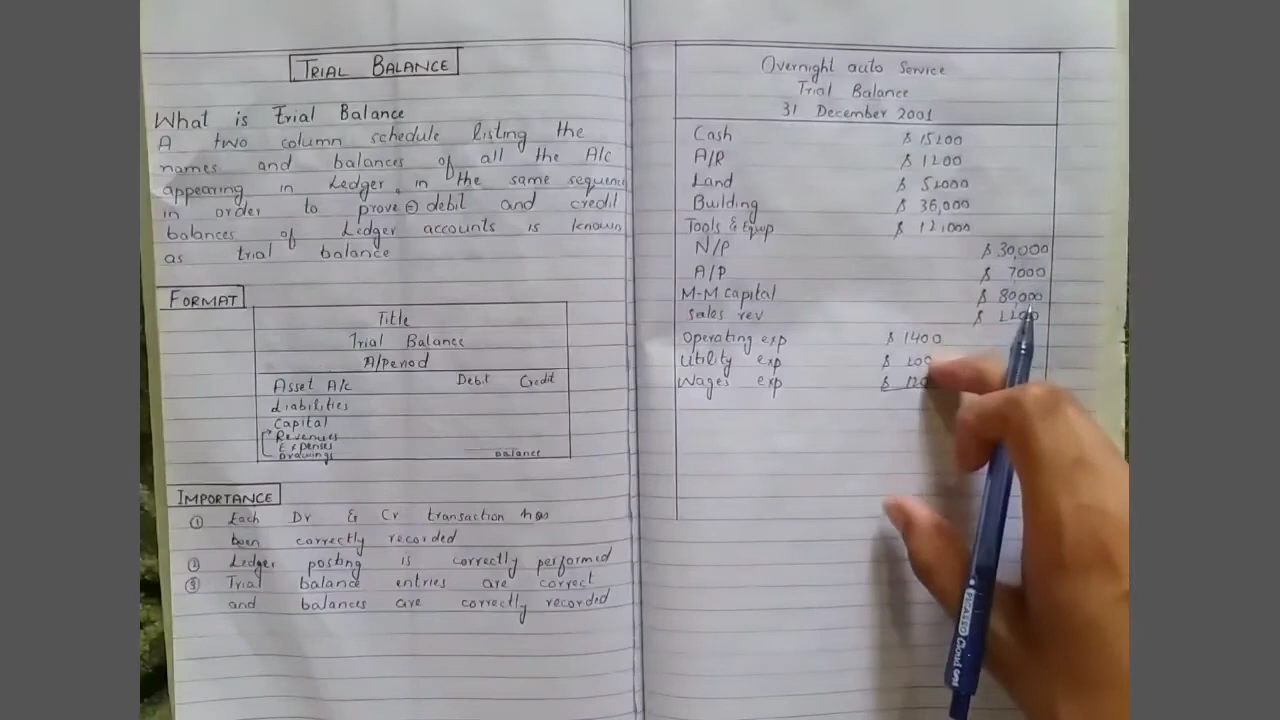 TRIAL BALANCE
What is trial Balance
A two column schedule listing the
names and balances of all the A/c
appearing in Ledger, in the same sequence
in order to prove debit and credit
balances of Ledger accounts is known
as trial balance
FORMAT
Title
Trial Balance
A/Period
Asset A/c Debit Credit
Liabilities
Capital
Revenues
Expenses
Drawings balance
IMPORTANCE
① Each Dr & Cr transaction has
been correctly recorded
② Ledger posting is correctly performed
③ Trial balance entries are correct
and balances are correctly recorded
Overnight auto Service
Trial Balance
31 December 2001
Cash $ 15200
A/R $ 1200
Land $ 52000
Building $ 36,000
Tools & Equp $ 12,000
N/P $ 30,000
A/P $ 7000
M-M Capital $ 80,000
Sales rev $
Operating exp $ 1400
Utility exp $
Wages exp $
PICASSO Cloud